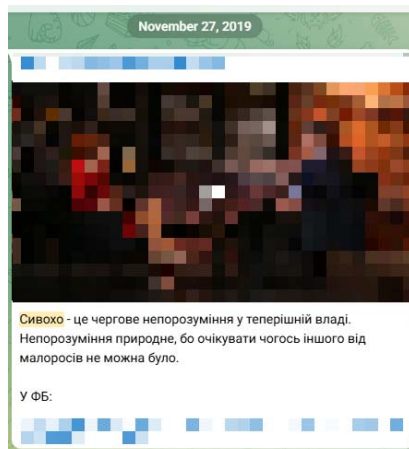 November 27, 2019
Сивохо - це чергове непорозуміння у теперішній владі.
Непорозуміння природне, бо очікувати чогось іншого від
малоросів не можна було.
У ФБ: